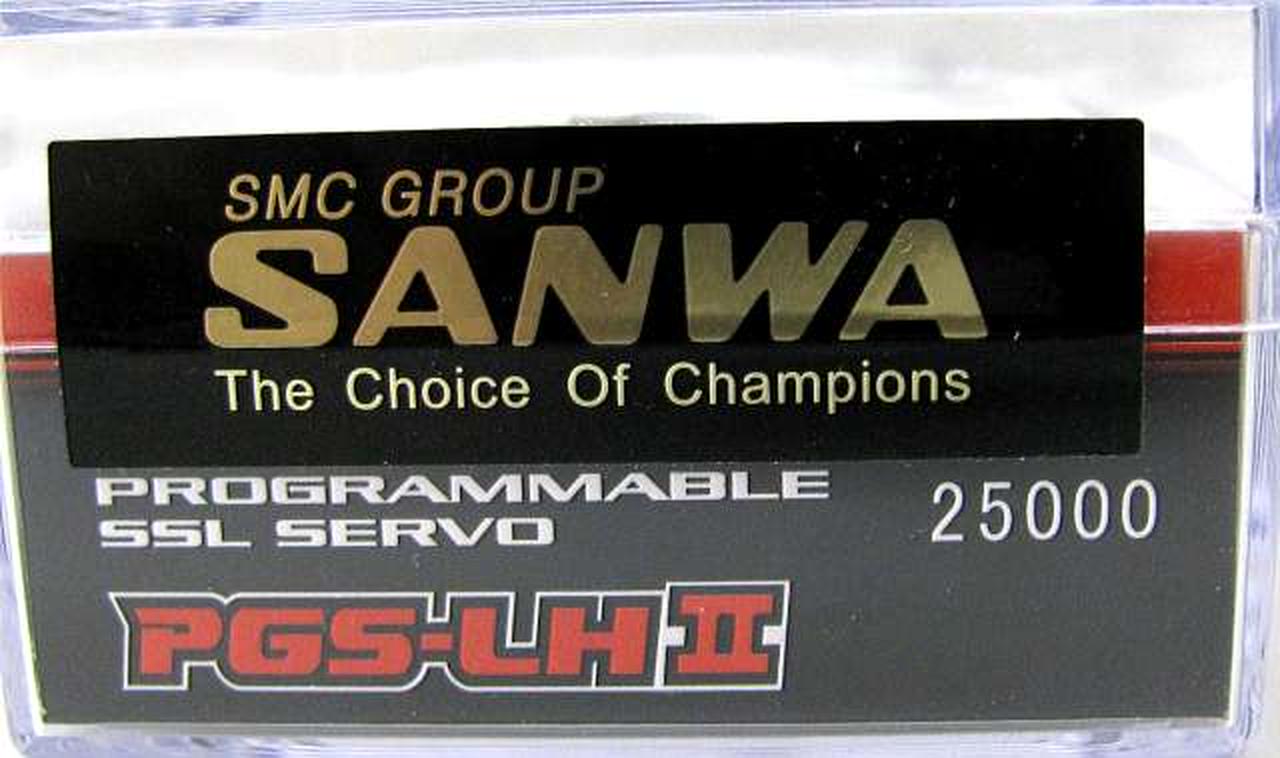 SMC GROUP
SANWA
The Choice Of Champions
PROGRAMMABLE
SSL SERVO
25000
PGS-LH II